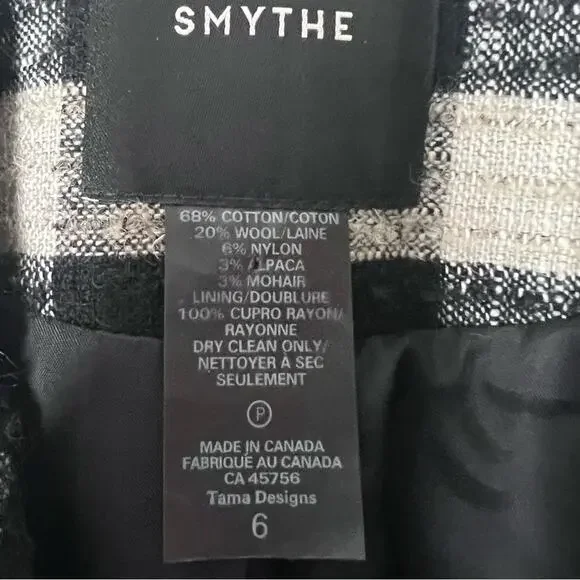 SMYTHE
68% COTTON/COTON
20% WOOL/LAINE
6% NYLON
3% ALPACA
3% MOHAIR
LINING/DOUBLURE
100% CUPRO RAYON/
RAYONNE
DRY CLEAN ONLY/
NETTOYER À SEC
SEULEMENT
P
MADE IN CANADA
FABRIQUÉ AU CANADA
CA 45756
Tama Designs
6